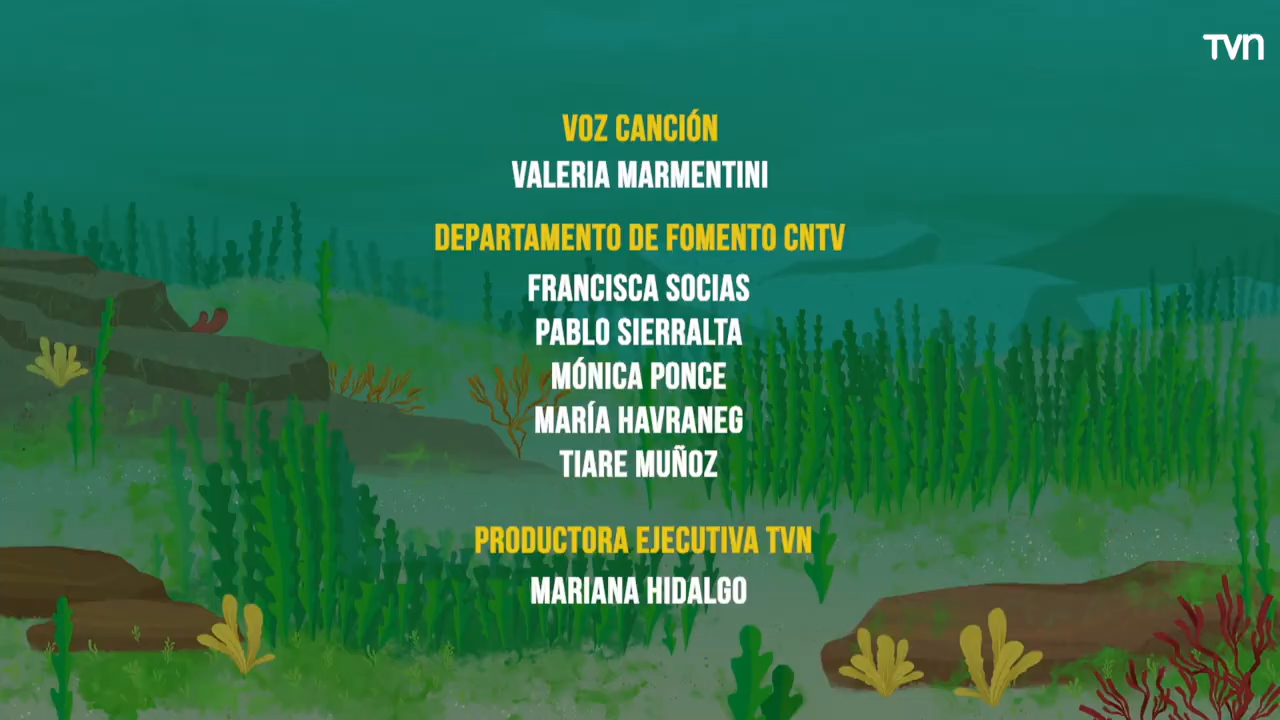 TVN
VOZ CANCIÓN
VALERIA MARMENTINI
DEPARTAMENTO DE FOMENTO CNTV
FRANCISCA SOCIAS
PABLO SIERRALTA
MÓNICA PONCE
MARÍA HAVRANEG
TIARE MUÑOZ
PRODUCTORA EJECUTIVA TVN
MARIANA HIDALGO